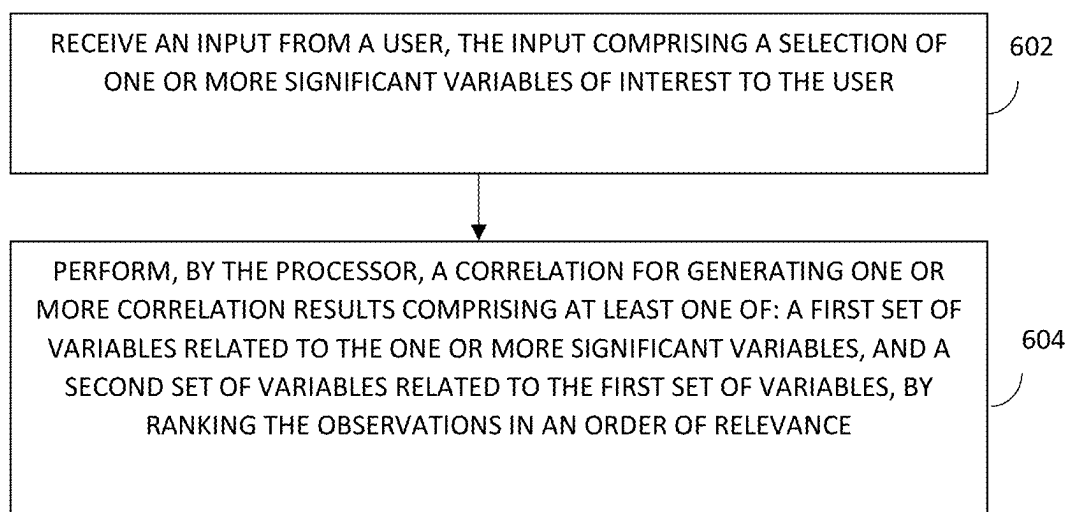 RECEIVE AN INPUT FROM A USER, THE INPUT COMPRISING A SELECTION OF
ONE OR MORE SIGNIFICANT VARIABLES OF INTEREST TO THE USER
602
PERFORM, BY THE PROCESSOR, A CORRELATION FOR GENERATING ONE OR
MORE CORRELATION RESULTS COMPRISING AT LEAST ONE OF: A FIRST SET OF
VARIABLES RELATED TO THE ONE OR MORE SIGNIFICANT VARIABLES, AND A
SECOND SET OF VARIABLES RELATED TO THE FIRST SET OF VARIABLES, BY
RANKING THE OBSERVATIONS IN AN ORDER OF RELEVANCE
604